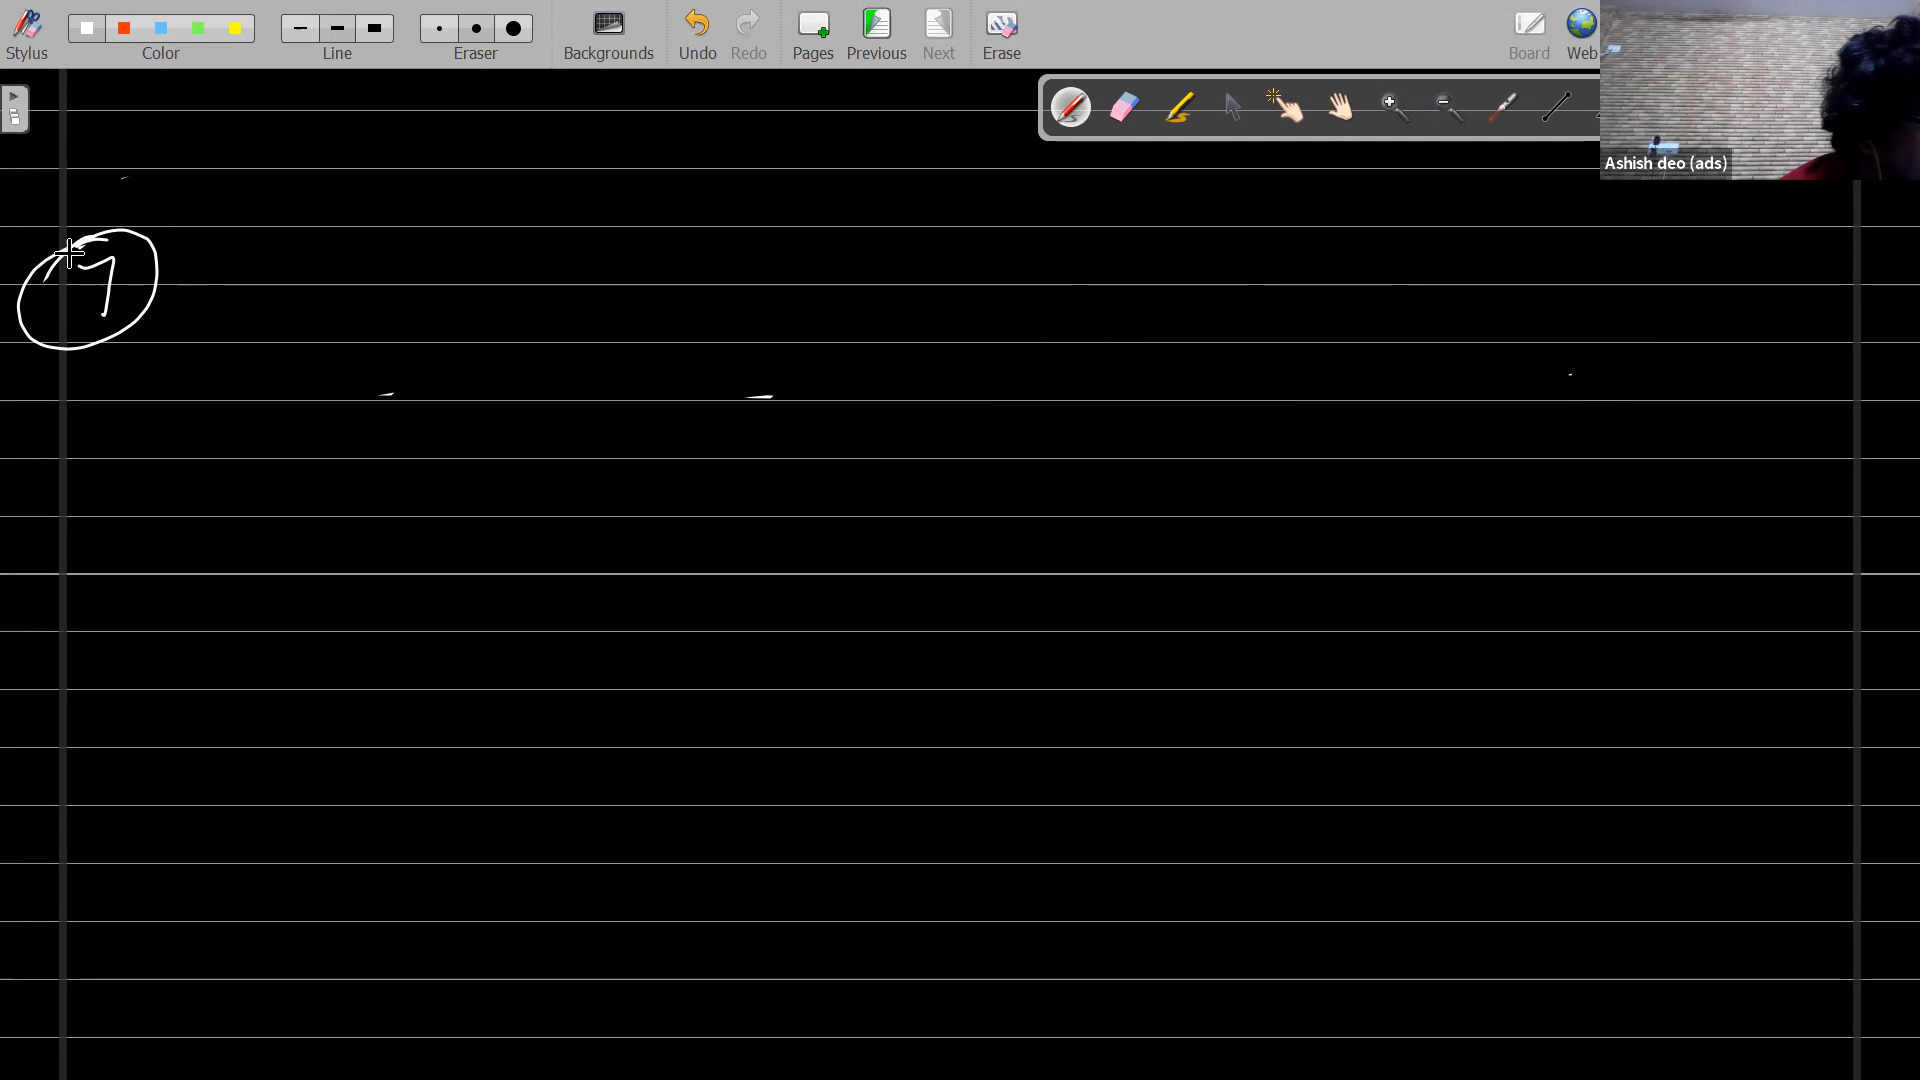 Stylus Color Line Eraser Backgrounds Undo Redo Pages Previous Next Erase Board Web
Ashish deo (ads)
7